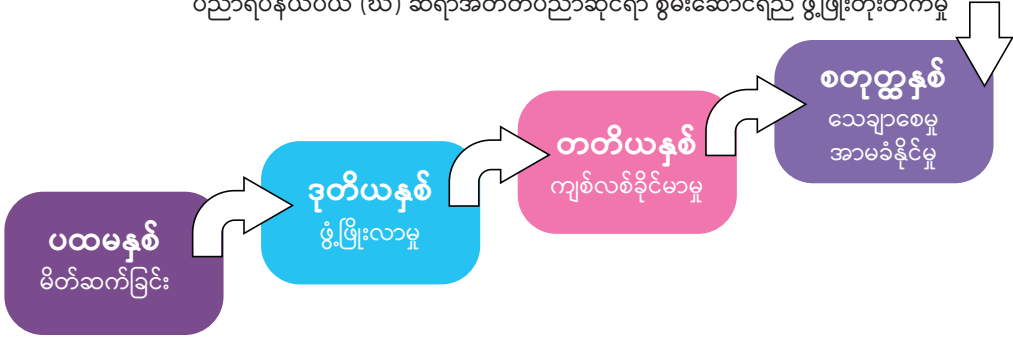 ပညာရပ်နယ်ပယ် (ဃ) ဆရာအတတ်ပညာဆိုင်ရာ စွမ်းဆောင်ရည် ဖွံ့ဖြိုးတိုးတက်မှု
စတုတ္ထနှစ်
သေချာစေမှု
အာမခံနိုင်မှု
တတိယနှစ်
ကျစ်လစ်ခိုင်မာမှု
ဒုတိယနှစ်
ဖွံ့ဖြိုးလာမှု
ပထမနှစ်
မိတ်ဆက်ခြင်း